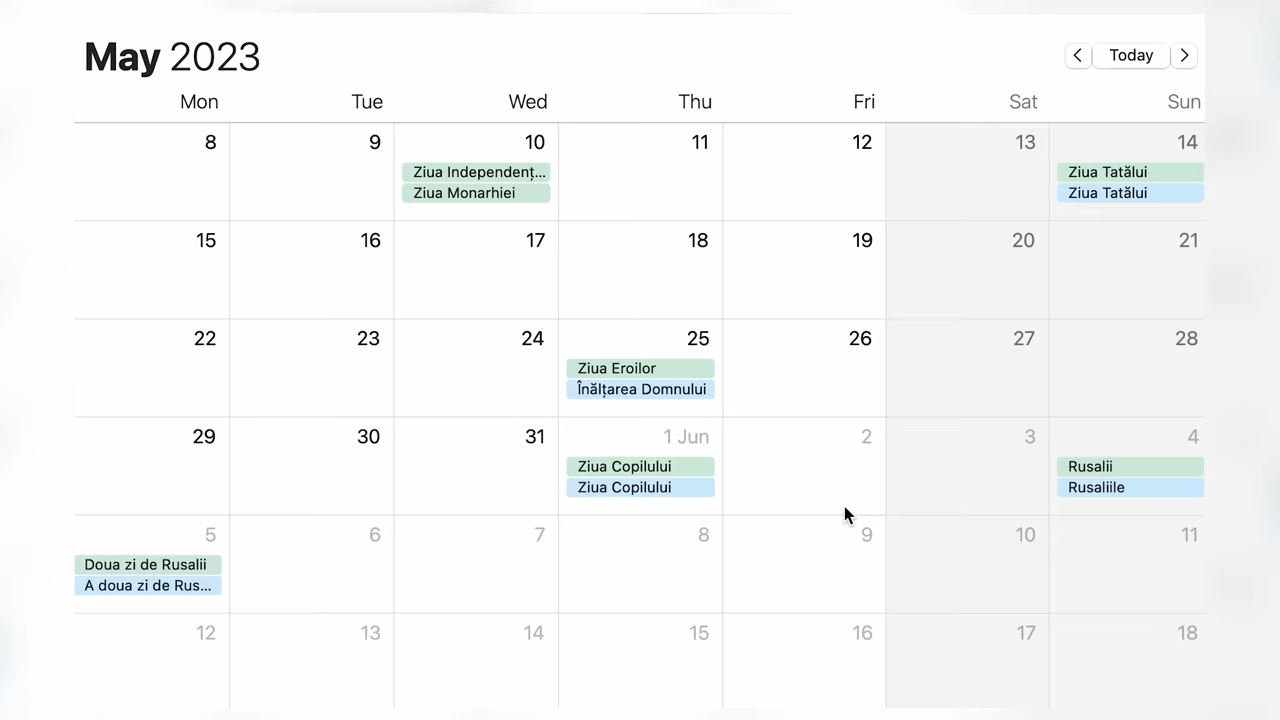 May 2023
Today
Mon Tue Wed Thu Fri Sat Sun
8 9 10 11 12 13 14
Ziua Independenț... Ziua Tatălui
Ziua Monarhiei Ziua Tatălui
15 16 17 18 19 20 21
22 23 24 25 26 27 28
Ziua Eroilor
Înălțarea Domnului
29 30 31 1 Jun 2 3 4
Ziua Copilului Rusalii
Ziua Copilului Rusaliile
5 6 7 8 9 10 11
Doua zi de Rusalii
A doua zi de Rus...
12 13 14 15 16 17 18